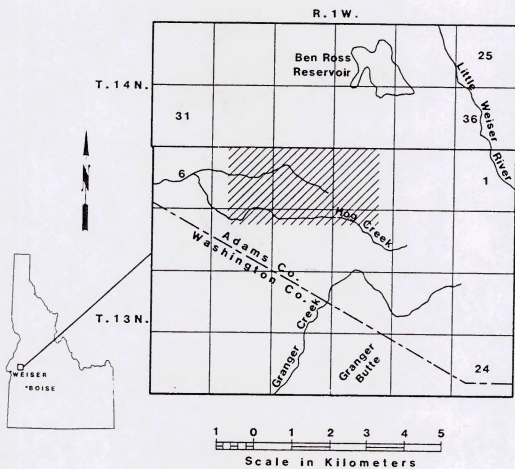 R.1W.
Ben Ross
Reservoir
25
T.14N.
Little Weiser River
31
36
N
6
1
Hog Creek
Adams Co.
Washington Co.
T.13N.
Granger Creek
Granger
Butte
24
WEISER
BOISE
1 0 1 2 3 4 5
Scale in Kilometers